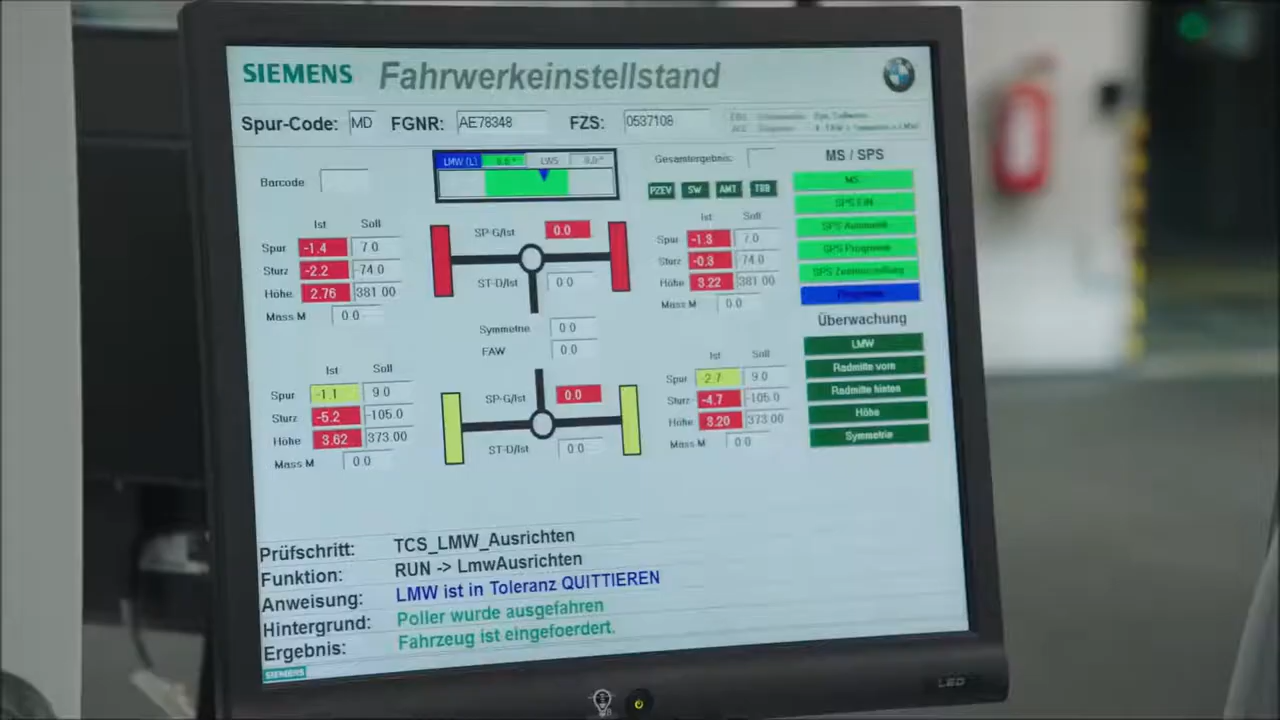 SIEMENS Fahrwerkeinstellstand
Spur-Code: MD FGNR: AE78348 FZS: 0537108
Barcode
LMW (L) LWS
Gesamtergebnis:
PZEV SW AMT TBB
MS / SPS
MS
SPS EIN
SPS Automatik
SPS Programm
Ist Soll
Spur -1.4 7.0
Sturz -2.2 -74.0
Höhe 2.76 381.00
Mass M 0.0
SP-G/Ist 0.0
ST-D/Ist 0.0
Symmetrie 0.0
FAW 0.0
Ist Soll
Spur 7.0
Sturz 74.0
Höhe 3.22 381.00
Mass M 0.0
Überwachung
LMW
Radmitte vorn
Radmitte hinten
Höhe
Symmetrie
Ist Soll
Spur -1.1 9.0
Sturz -5.2 -105.0
Höhe 3.62 373.00
Mass M 0.0
SP-G/Ist 0.0
ST-D/Ist 0.0
Ist Soll
Spur -2.7 9.0
Sturz -4.7 -105.0
Höhe 3.20 373.00
Mass M 0.0
Prüfschritt: TCS_LMW_Ausrichten
Funktion: RUN -> LmwAusrichten
Anweisung: LMW ist in Toleranz QUITTIEREN
Hintergrund: Poller wurde ausgefahren
Ergebnis: Fahrzeug ist eingefoerdert.
SIEMENS
LED